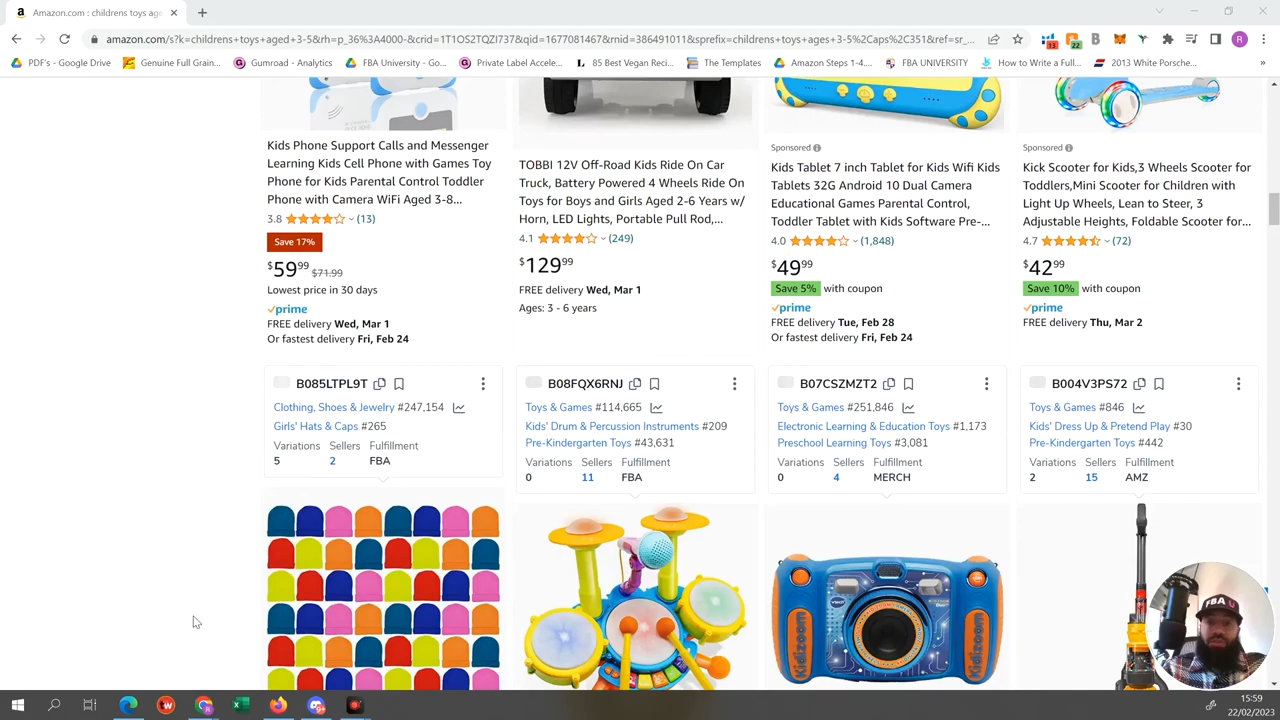 Amazon.com : childrens toys age
amazon.com/s?k=childrens+toys+aged+3-5&rh=p_36%3A4000-&crid=1T1OS2TQZI737&qid=1677081467&rnid=386491011&sprefix=childrens+toys+ages+3-5%2Caps%2C351&ref=sr_...
13
22
B
R
PDF's - Google Drive
Genuine Full Grain...
Gumroad - Analytics
FBA University - Go...
Private Label Accele...
85 Best Vegan Reci...
The Templates
Amazon Steps 1-4....
FBA UNIVERSITY
How to Write a Full...
2013 White Porsche...
»
Kids Phone Support Calls and Messenger
Learning Kids Cell Phone with Games Toy
Phone for Kids Parental Control Toddler
Phone with Camera WiFi Aged 3-8...
3.8 (13)
Save 17%
$59 99 $71.99
Lowest price in 30 days
prime
FREE delivery Wed, Mar 1
Or fastest delivery Fri, Feb 24
TOBBI 12V Off-Road Kids Ride On Car
Truck, Battery Powered 4 Wheels Ride On
Toys for Boys and Girls Aged 2-6 Years w/
Horn, LED Lights, Portable Pull Rod,...
4.1 (249)
$129 99
FREE delivery Wed, Mar 1
Ages: 3 - 6 years
Sponsored
Kids Tablet 7 inch Tablet for Kids Wifi Kids
Tablets 32G Android 10 Dual Camera
Educational Games Parental Control,
Toddler Tablet with Kids Software Pre-...
4.0 (1,848)
$49 99
Save 5% with coupon
prime
FREE delivery Tue, Feb 28
Or fastest delivery Fri, Feb 24
Sponsored
Kick Scooter for Kids,3 Wheels Scooter for
Toddlers,Mini Scooter for Children with
Light Up Wheels, Lean to Steer, 3
Adjustable Heights, Foldable Scooter for...
4.7 (72)
$42 99
Save 10% with coupon
prime
FREE delivery Thu, Mar 2
B085LTPL9T
Clothing, Shoes & Jewelry #247,154
Girls' Hats & Caps #265
Variations Sellers Fulfillment
5 2 FBA
B08FQX6RNJ
Toys & Games #114,665
Kids' Drum & Percussion Instruments #209
Pre-Kindergarten Toys #43,631
Variations Sellers Fulfillment
0 11 FBA
B07CSZMZT2
Toys & Games #251,846
Electronic Learning & Education Toys #1,173
Preschool Learning Toys #3,081
Variations Sellers Fulfillment
0 4 MERCH
B004V3PS72
Toys & Games #846
Kids' Dress Up & Pretend Play #30
Pre-Kindergarten Toys #442
Variations Sellers Fulfillment
2 15 AMZ
Kidizoom
Kidizoom
FBA U
15:59
22/02/2023